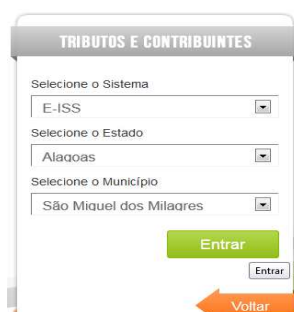 TRIBUTOS E CONTRIBUINTES
Selecione o Sistema
E-ISS
Selecione o Estado
Alagoas
Selecione o Município
São Miguel dos Milagres
Entrar
Entrar
Voltar